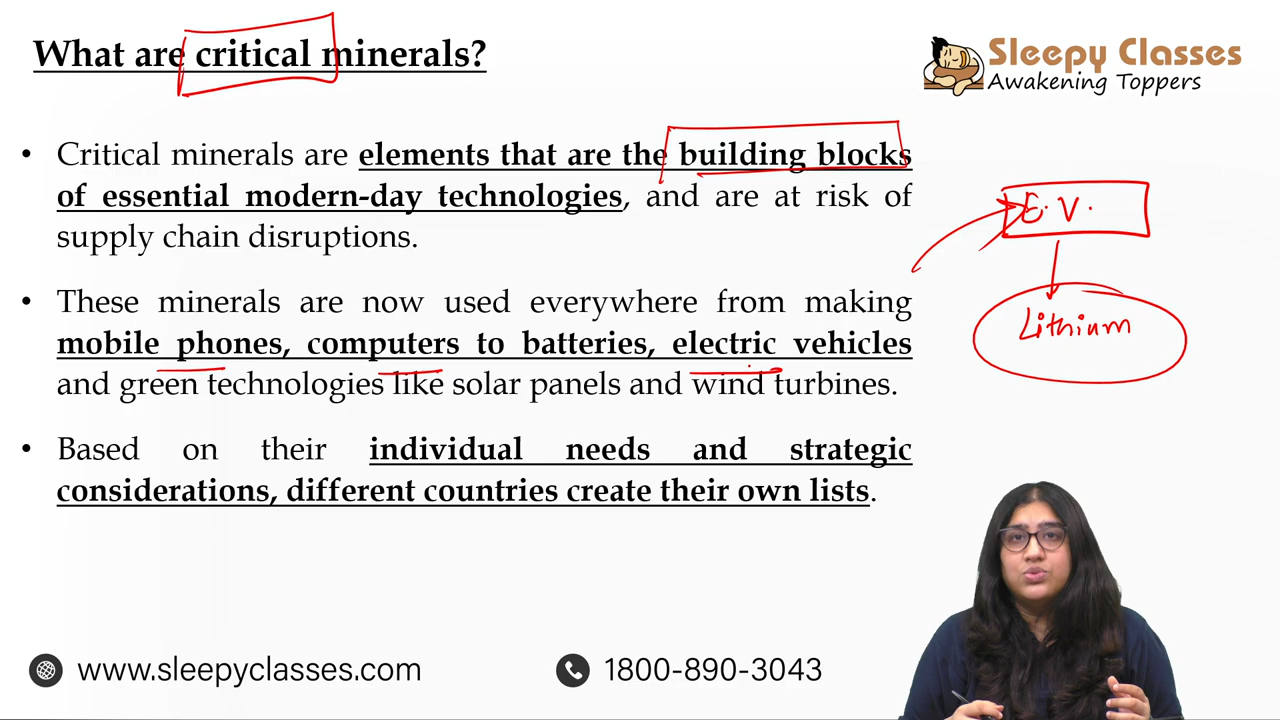 What are critical minerals?
Sleepy Classes
Awakening Toppers
• Critical minerals are elements that are the building blocks
of essential modern-day technologies, and are at risk of
supply chain disruptions.
E.V.
Lithium
• These minerals are now used everywhere from making
mobile phones, computers to batteries, electric vehicles
and green technologies like solar panels and wind turbines.
• Based on their individual needs and strategic
considerations, different countries create their own lists.
www.sleepyclasses.com
1800-890-3043